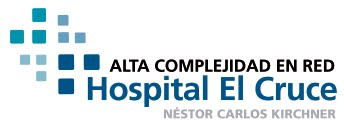 ALTA COMPLEJIDAD EN RED
Hospital El Cruce
NÉSTOR CARLOS KIRCHNER